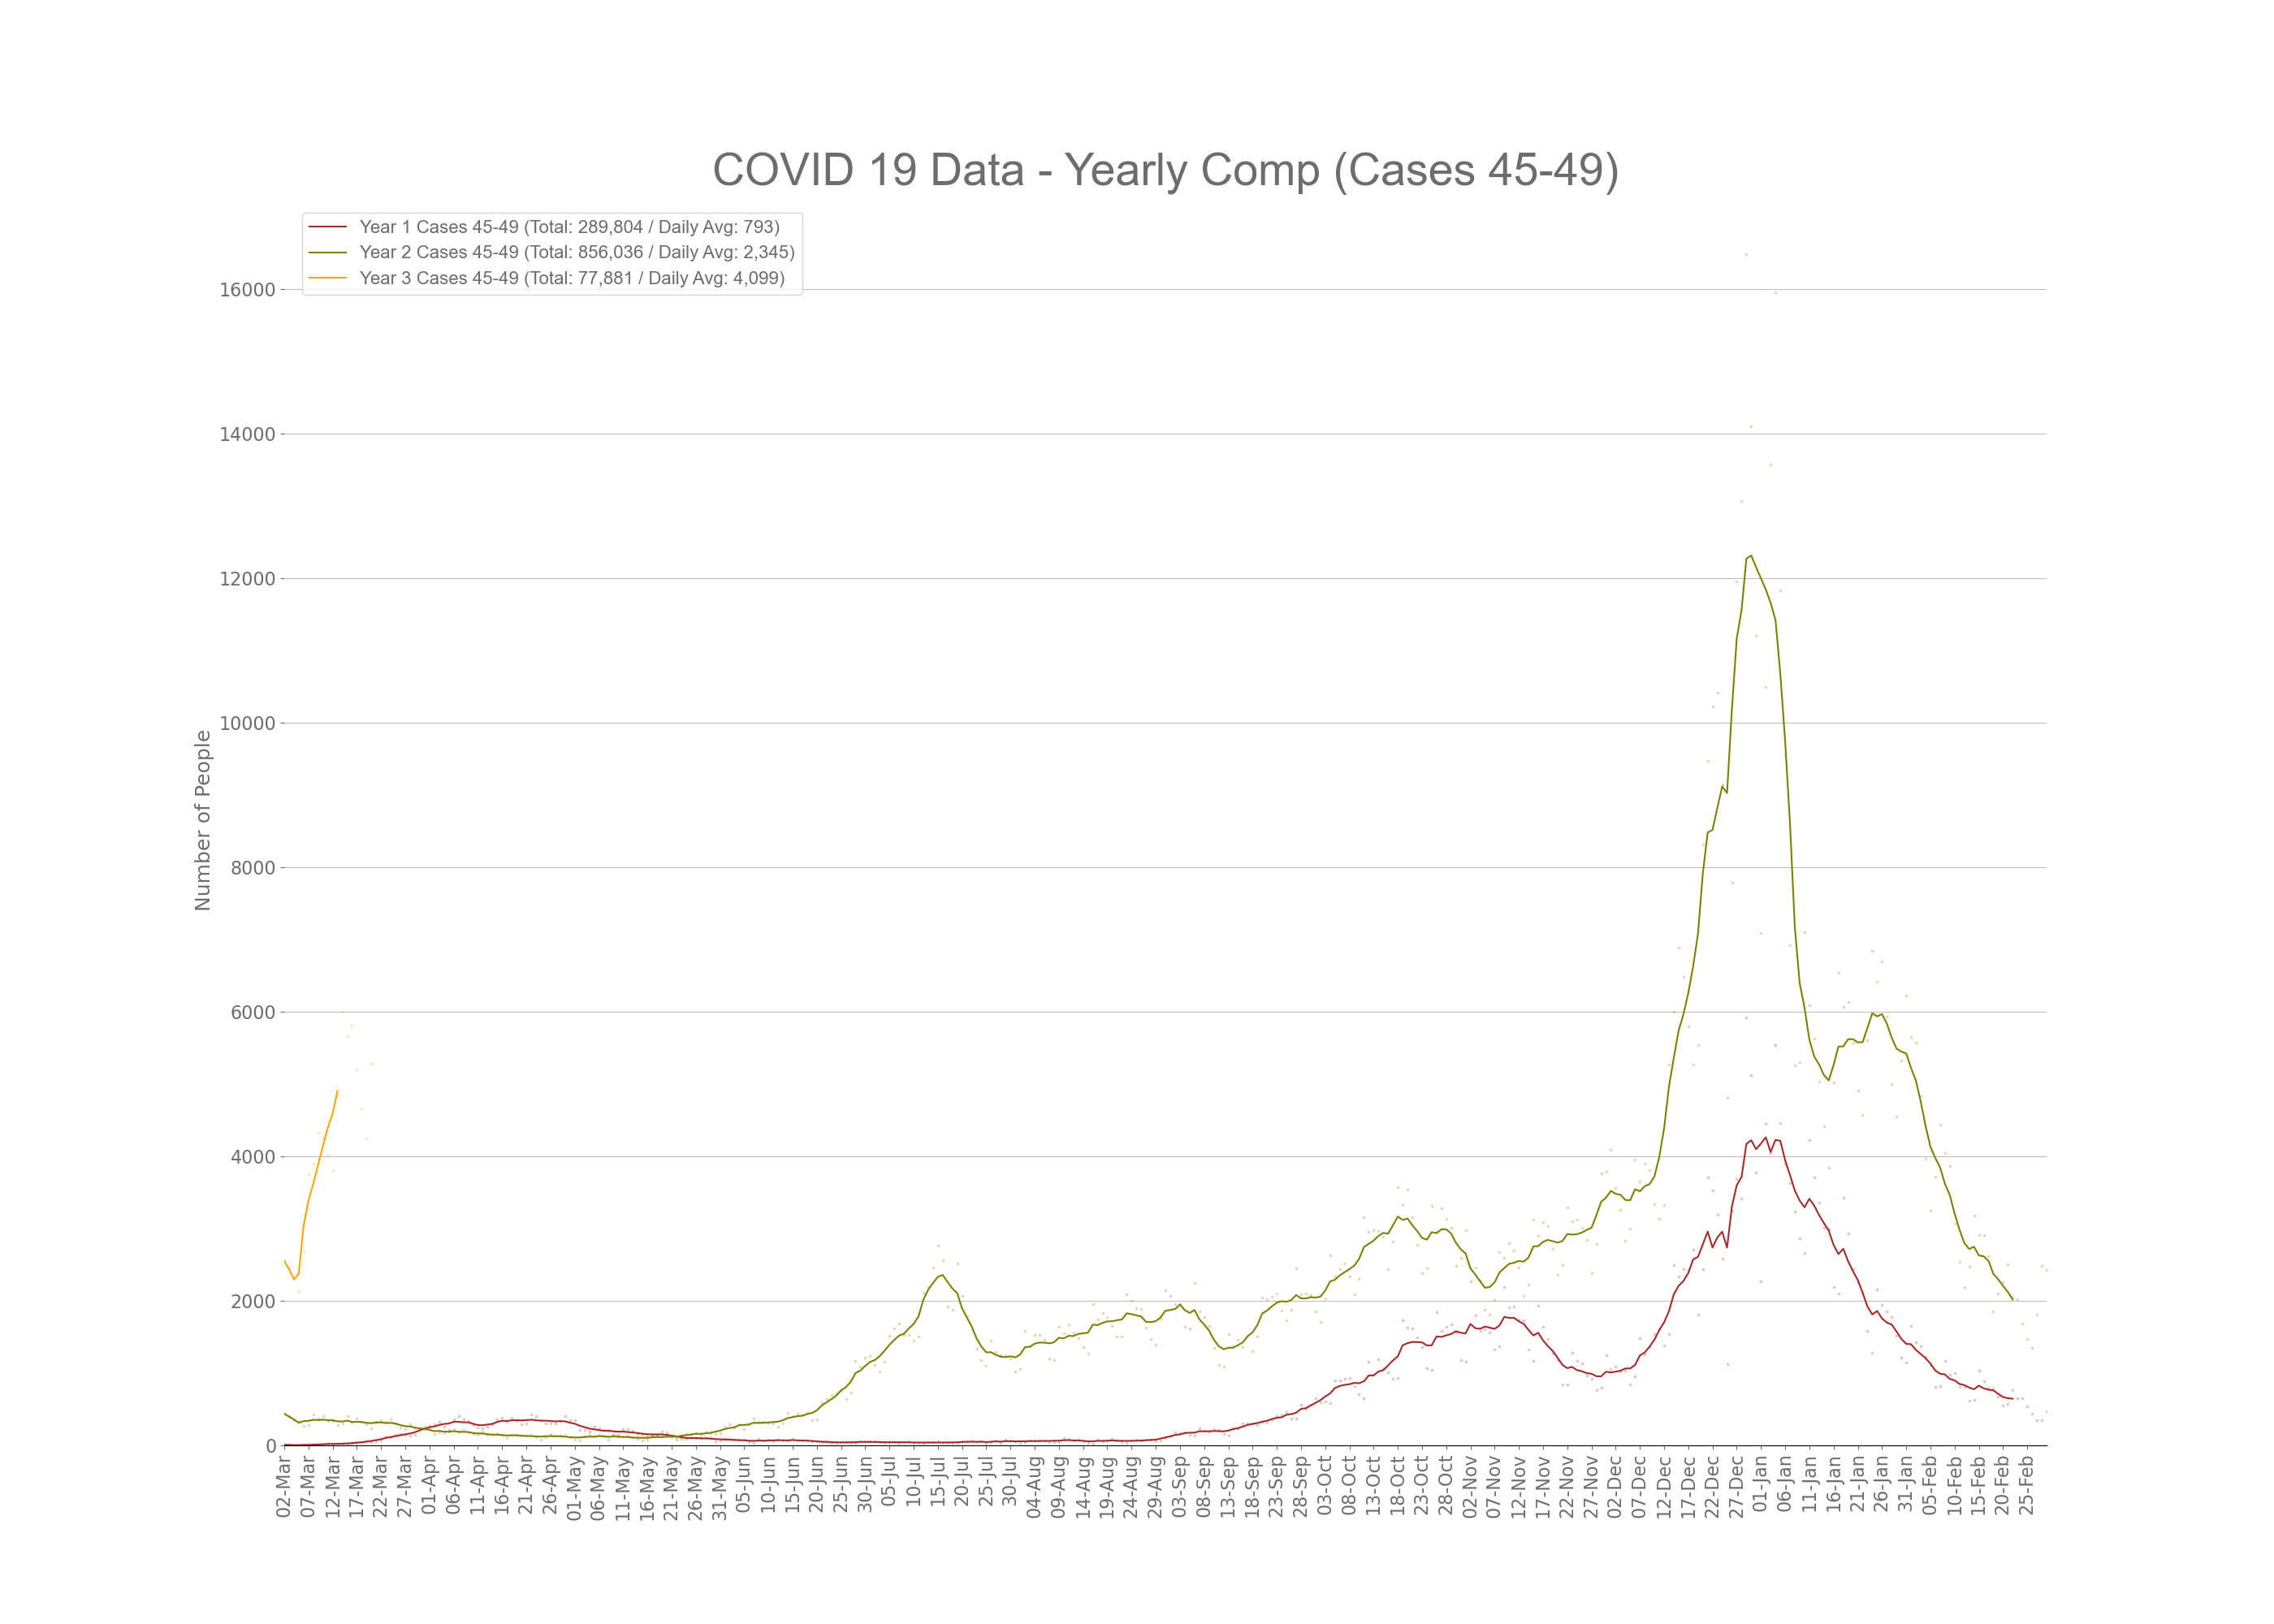 COVID 19 Data - Yearly Comp (Cases 45-49)
Year 1 Cases 45-49 (Total: 289,804 / Daily Avg: 793)
Year 2 Cases 45-49 (Total: 856,036 / Daily Avg: 2,345)
Year 3 Cases 45-49 (Total: 77,881 / Daily Avg: 4,099)
Number of People
16000
14000
12000
10000
8000
6000
4000
2000
0
02-Mar
07-Mar
12-Mar
17-Mar
22-Mar
27-Mar
01-Apr
06-Apr
11-Apr
16-Apr
21-Apr
26-Apr
01-May
06-May
11-May
16-May
21-May
26-May
31-May
05-Jun
10-Jun
15-Jun
20-Jun
25-Jun
30-Jun
05-Jul
10-Jul
15-Jul
20-Jul
25-Jul
30-Jul
04-Aug
09-Aug
14-Aug
19-Aug
24-Aug
29-Aug
03-Sep
08-Sep
13-Sep
18-Sep
23-Sep
28-Sep
03-Oct
08-Oct
13-Oct
18-Oct
23-Oct
28-Oct
02-Nov
07-Nov
12-Nov
17-Nov
22-Nov
27-Nov
02-Dec
07-Dec
12-Dec
17-Dec
22-Dec
27-Dec
01-Jan
06-Jan
11-Jan
16-Jan
21-Jan
26-Jan
31-Jan
05-Feb
10-Feb
15-Feb
20-Feb
25-Feb